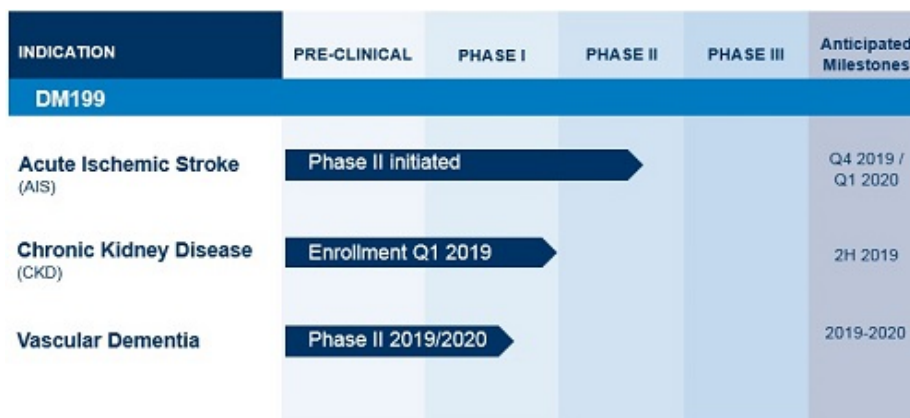 INDICATION PRE-CLINICAL PHASE I PHASE II PHASE III Anticipated
Milestones
DM199
Acute Ischemic Stroke
(AIS)
Phase II initiated
Q4 2019 /
Q1 2020
Chronic Kidney Disease
(CKD)
Enrollment Q1 2019
2H 2019
Vascular Dementia
Phase II 2019/2020
2019-2020